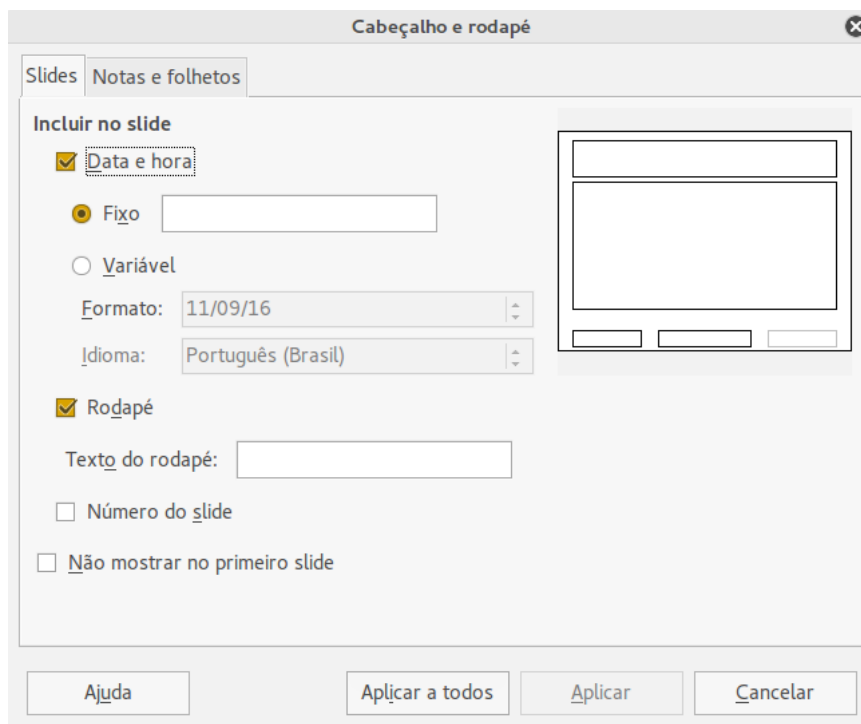 Cabeçalho e rodapé
Slides Notas e folhetos
Incluir no slide
Data e hora
Fixo
Variável
Formato: 11/09/16
Idioma: Português (Brasil)
Rodapé
Texto do rodapé:
Número do slide
Não mostrar no primeiro slide
Ajuda Aplicar a todos Aplicar Cancelar